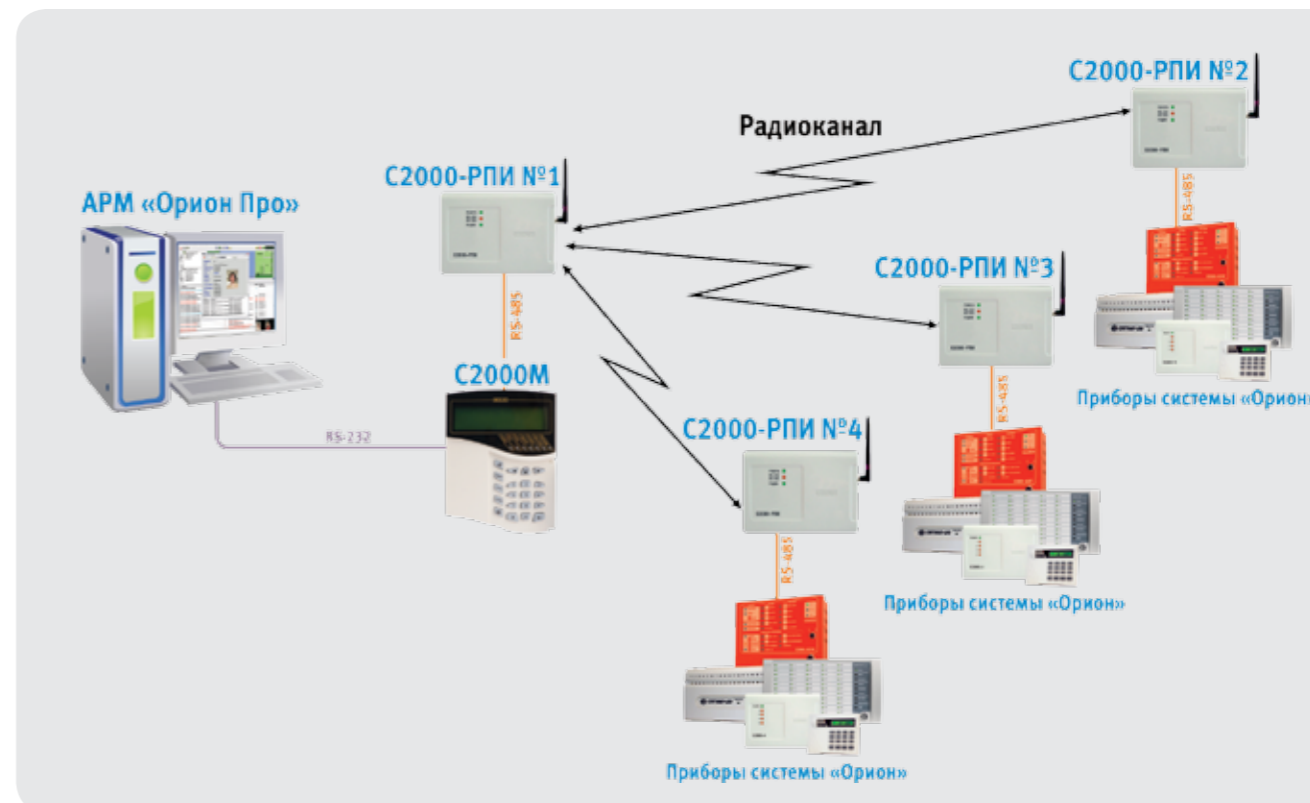 С2000-РПИ №2
Радиоканал
С2000-РПИ №1
АРМ «Орион Про»
RS-485
С2000-РПИ №3
RS-485
С2000М
RS-485
Приборы системы «Орион»
RS-232
С2000-РПИ №4
RS-485
Приборы системы «Орион»
Приборы системы «Орион»